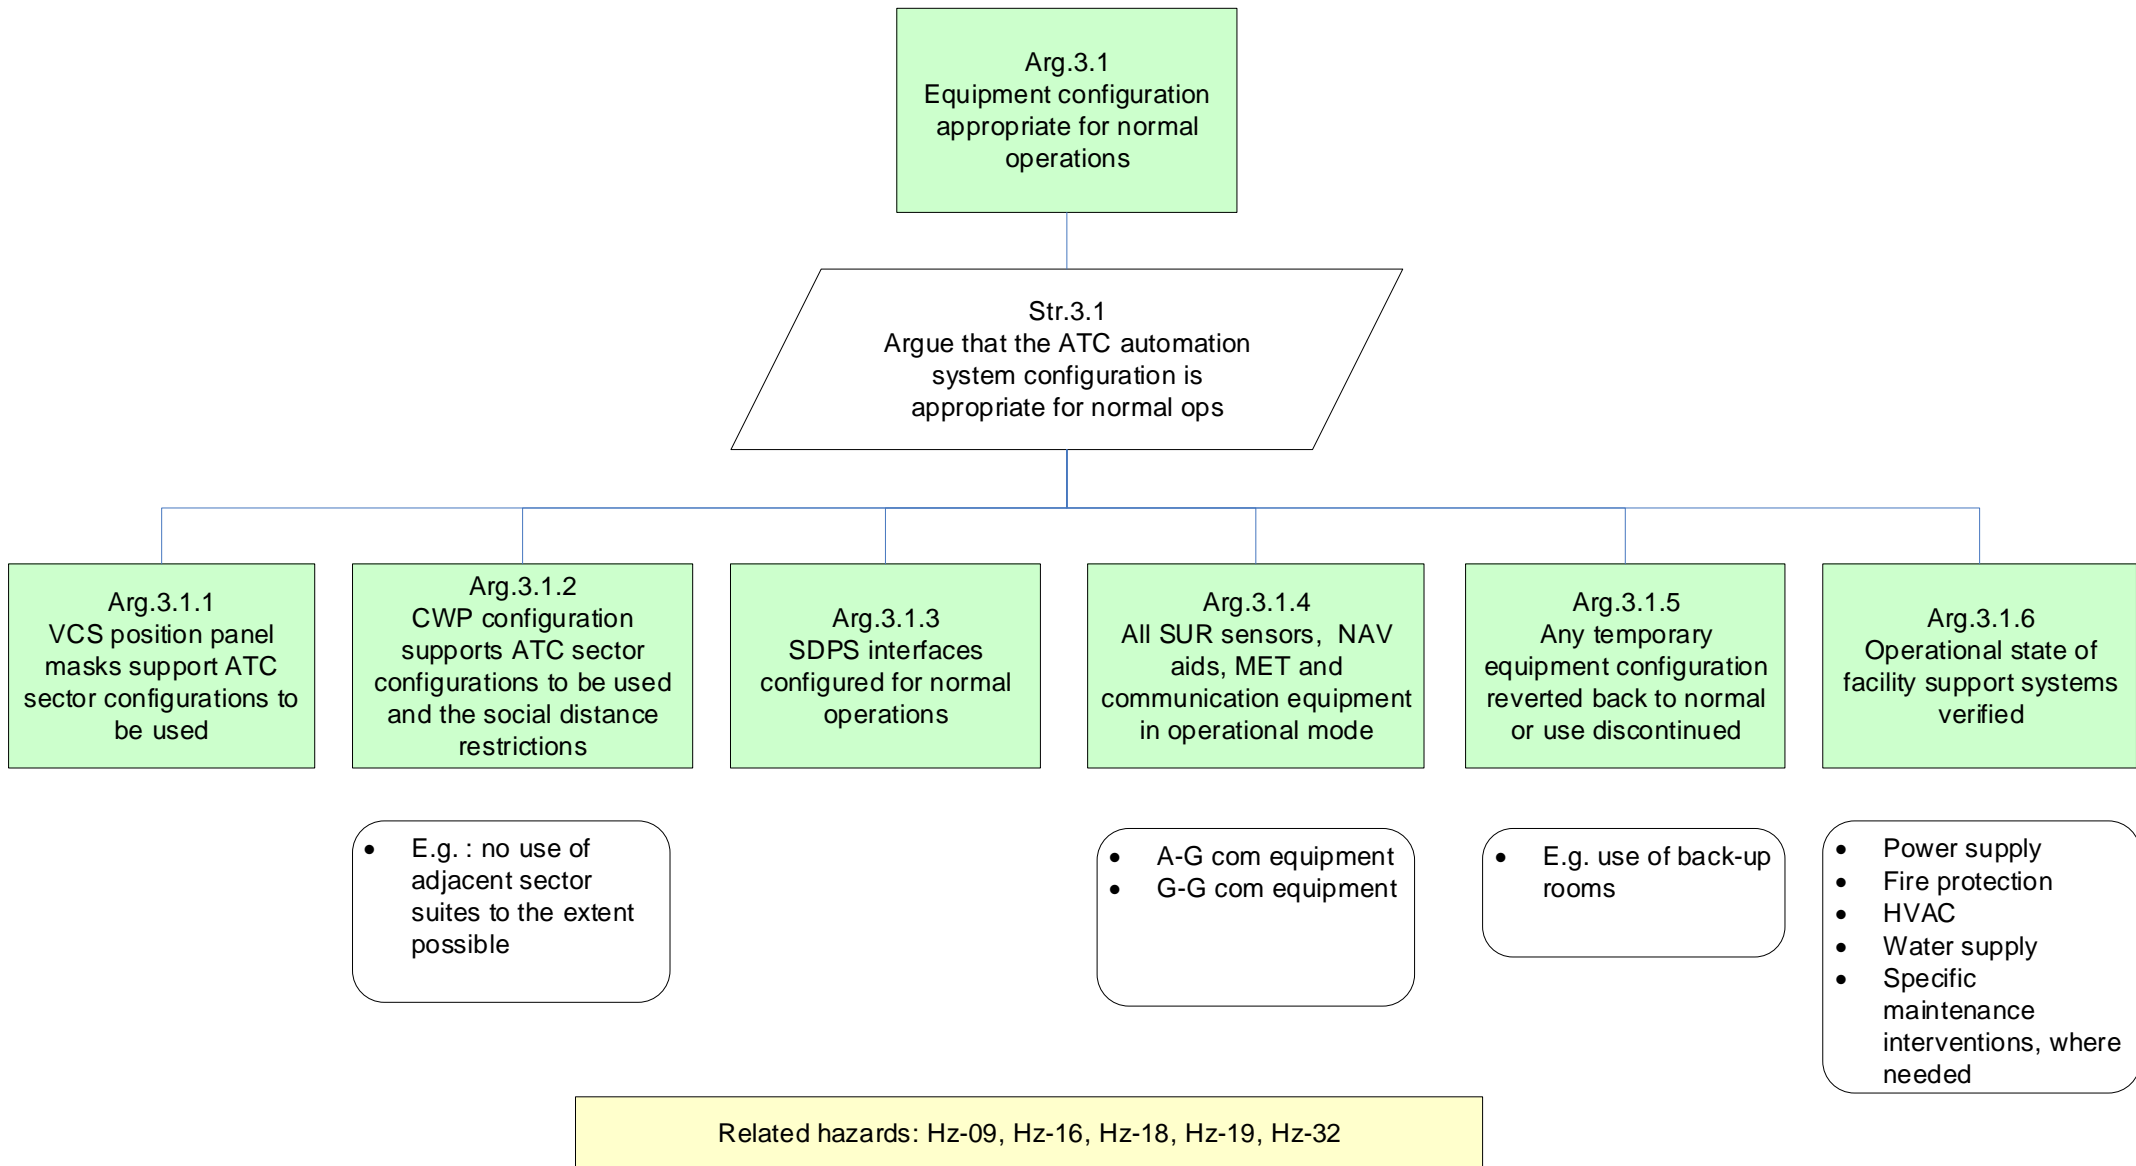 Arg.3.1
Equipment configuration
appropriate for normal
operations
Str.3.1
Argue that the ATC automation
system configuration is
appropriate for normal ops
Arg.3.1.1
VCS position panel
masks support ATC
sector configurations to
be used
Arg.3.1.2
CWP configuration
supports ATC sector
configurations to be used
and the social distance
restrictions
Arg.3.1.3
SDPS interfaces
configured for normal
operations
Arg.3.1.4
All SUR sensors,  NAV
aids, MET and
communication equipment
in operational mode
Arg.3.1.5
Any temporary
equipment configuration
reverted back to normal
or use discontinued
Arg.3.1.6
Operational state of
facility support systems
verified
• E.g. : no use of
adjacent sector
suites to the extent
possible
• A-G com equipment
• G-G com equipment
• E.g. use of back-up
rooms
• Power supply
• Fire protection
• HVAC
• Water supply
• Specific
maintenance
interventions, where
needed
Related hazards: Hz-09, Hz-16, Hz-18, Hz-19, Hz-32